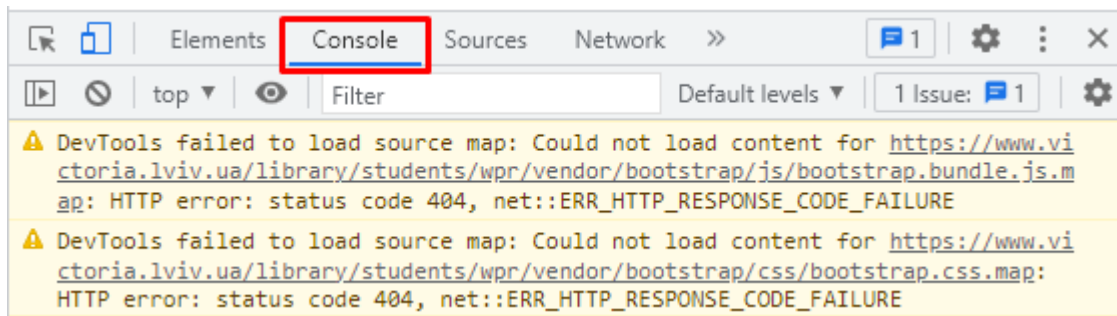 Elements Console Sources Network » 1
top ▼ Filter Default levels ▼ 1 Issue: 1
DevTools failed to load source map: Could not load content for https://www.vi
ctoria.lviv.ua/library/students/wpr/vendor/bootstrap/js/bootstrap.bundle.js.m
ap: HTTP error: status code 404, net::ERR_HTTP_RESPONSE_CODE_FAILURE
DevTools failed to load source map: Could not load content for https://www.vi
ctoria.lviv.ua/library/students/wpr/vendor/bootstrap/css/bootstrap.css.map:
HTTP error: status code 404, net::ERR_HTTP_RESPONSE_CODE_FAILURE